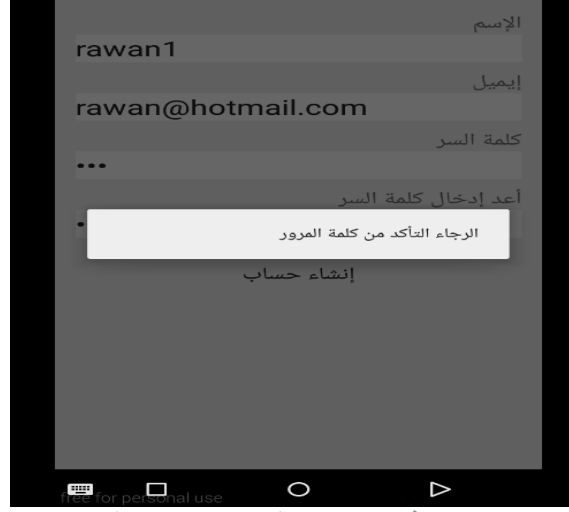 الإسم
rawan1
إيميل
rawan@hotmail.com
كلمة السر
•••
أعد إدخال كلمة السر
الرجاء التأكد من كلمة المرور
إنشاء حساب
free for personal use